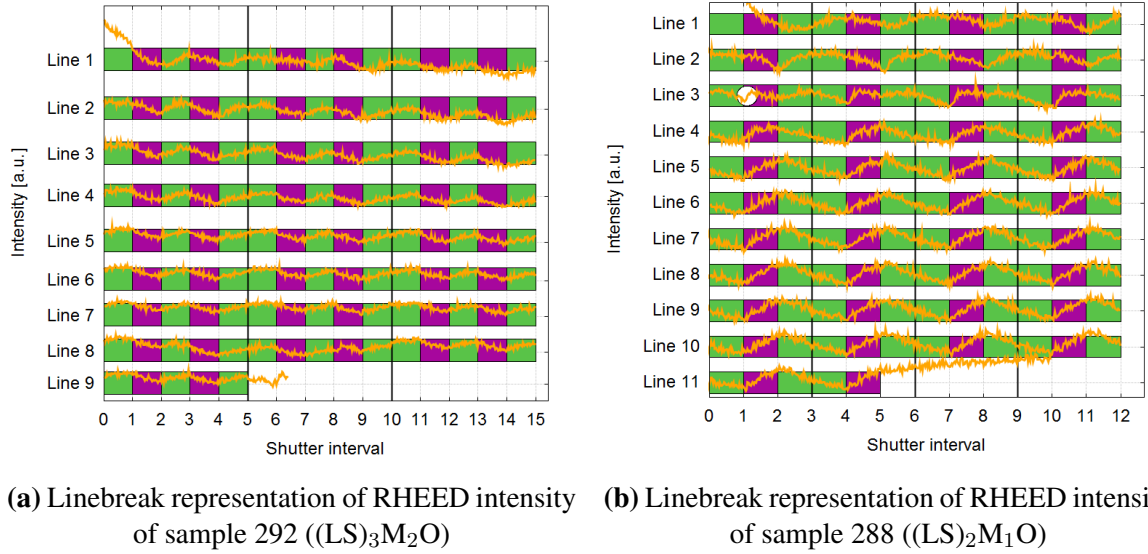 Intensity [a.u.]
Line 1
Line 2
Line 3
Line 4
Line 5
Line 6
Line 7
Line 8
Line 9
0 1 2 3 4 5 6 7 8 9 10 11 12 13 14 15
Shutter interval
(a) Linebreak representation of RHEED intensity
of sample 292 ((LS)₃M₂O)
Intensity [a.u.]
Line 1
Line 2
Line 3
Line 4
Line 5
Line 6
Line 7
Line 8
Line 9
Line 10
Line 11
0 1 2 3 4 5 6 7 8 9 10 11 12
Shutter interval
(b) Linebreak representation of RHEED intensi
of sample 288 ((LS)₂M₁O)